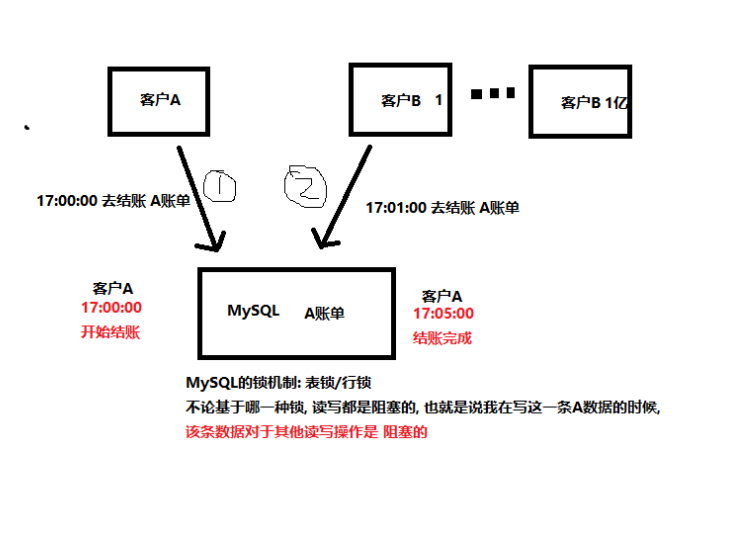 客户A
客户B 1
客户B 1亿
1
2
17:00:00 去结账 A账单
17:01:00 去结账 A账单
客户A
17:00:00
开始结账
MySQL A账单
客户A
17:05:00
结账完成
MySQL的锁机制: 表锁/行锁
不论基于哪一种锁, 读写都是阻塞的, 也就是说我在写这一条A数据的时候,
该条数据对于其他读写操作是 阻塞的